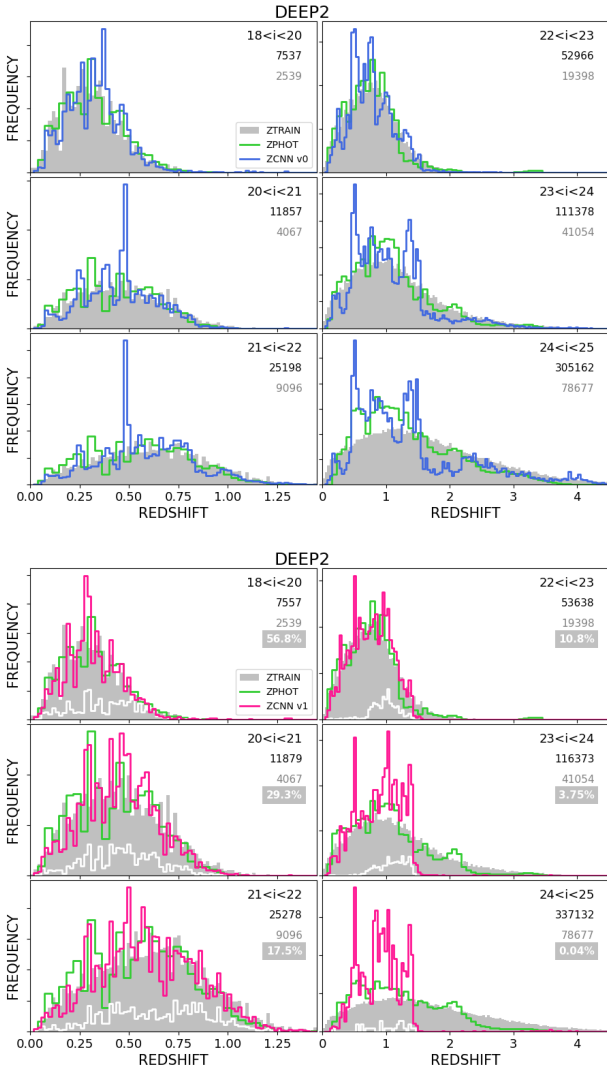 DEEP2
18<i<20
7537
2539
ZTRAIN
ZPHOT
ZCNN v0
FREQUENCY
22<i<23
52966
19398
20<i<21
11857
4067
FREQUENCY
23<i<24
111378
41054
21<i<22
25198
9096
FREQUENCY
24<i<25
305162
78677
0.00 0.25 0.50 0.75 1.00
REDSHIFT
0 1 2 3 4
REDSHIFT
DEEP2
18<i<20
7557
2539
56.8%
ZTRAIN
ZPHOT
ZCNN v1
FREQUENCY
22<i<23
53638
19398
10.8%
20<i<21
11879
4067
29.3%
FREQUENCY
23<i<24
116373
41054
3.75%
21<i<22
25278
9096
17.5%
FREQUENCY
24<i<25
337132
78677
0.04%
0.00 0.25 0.50 0.75 1.00 1.25
REDSHIFT
0 1 2 3 4
REDSHIFT